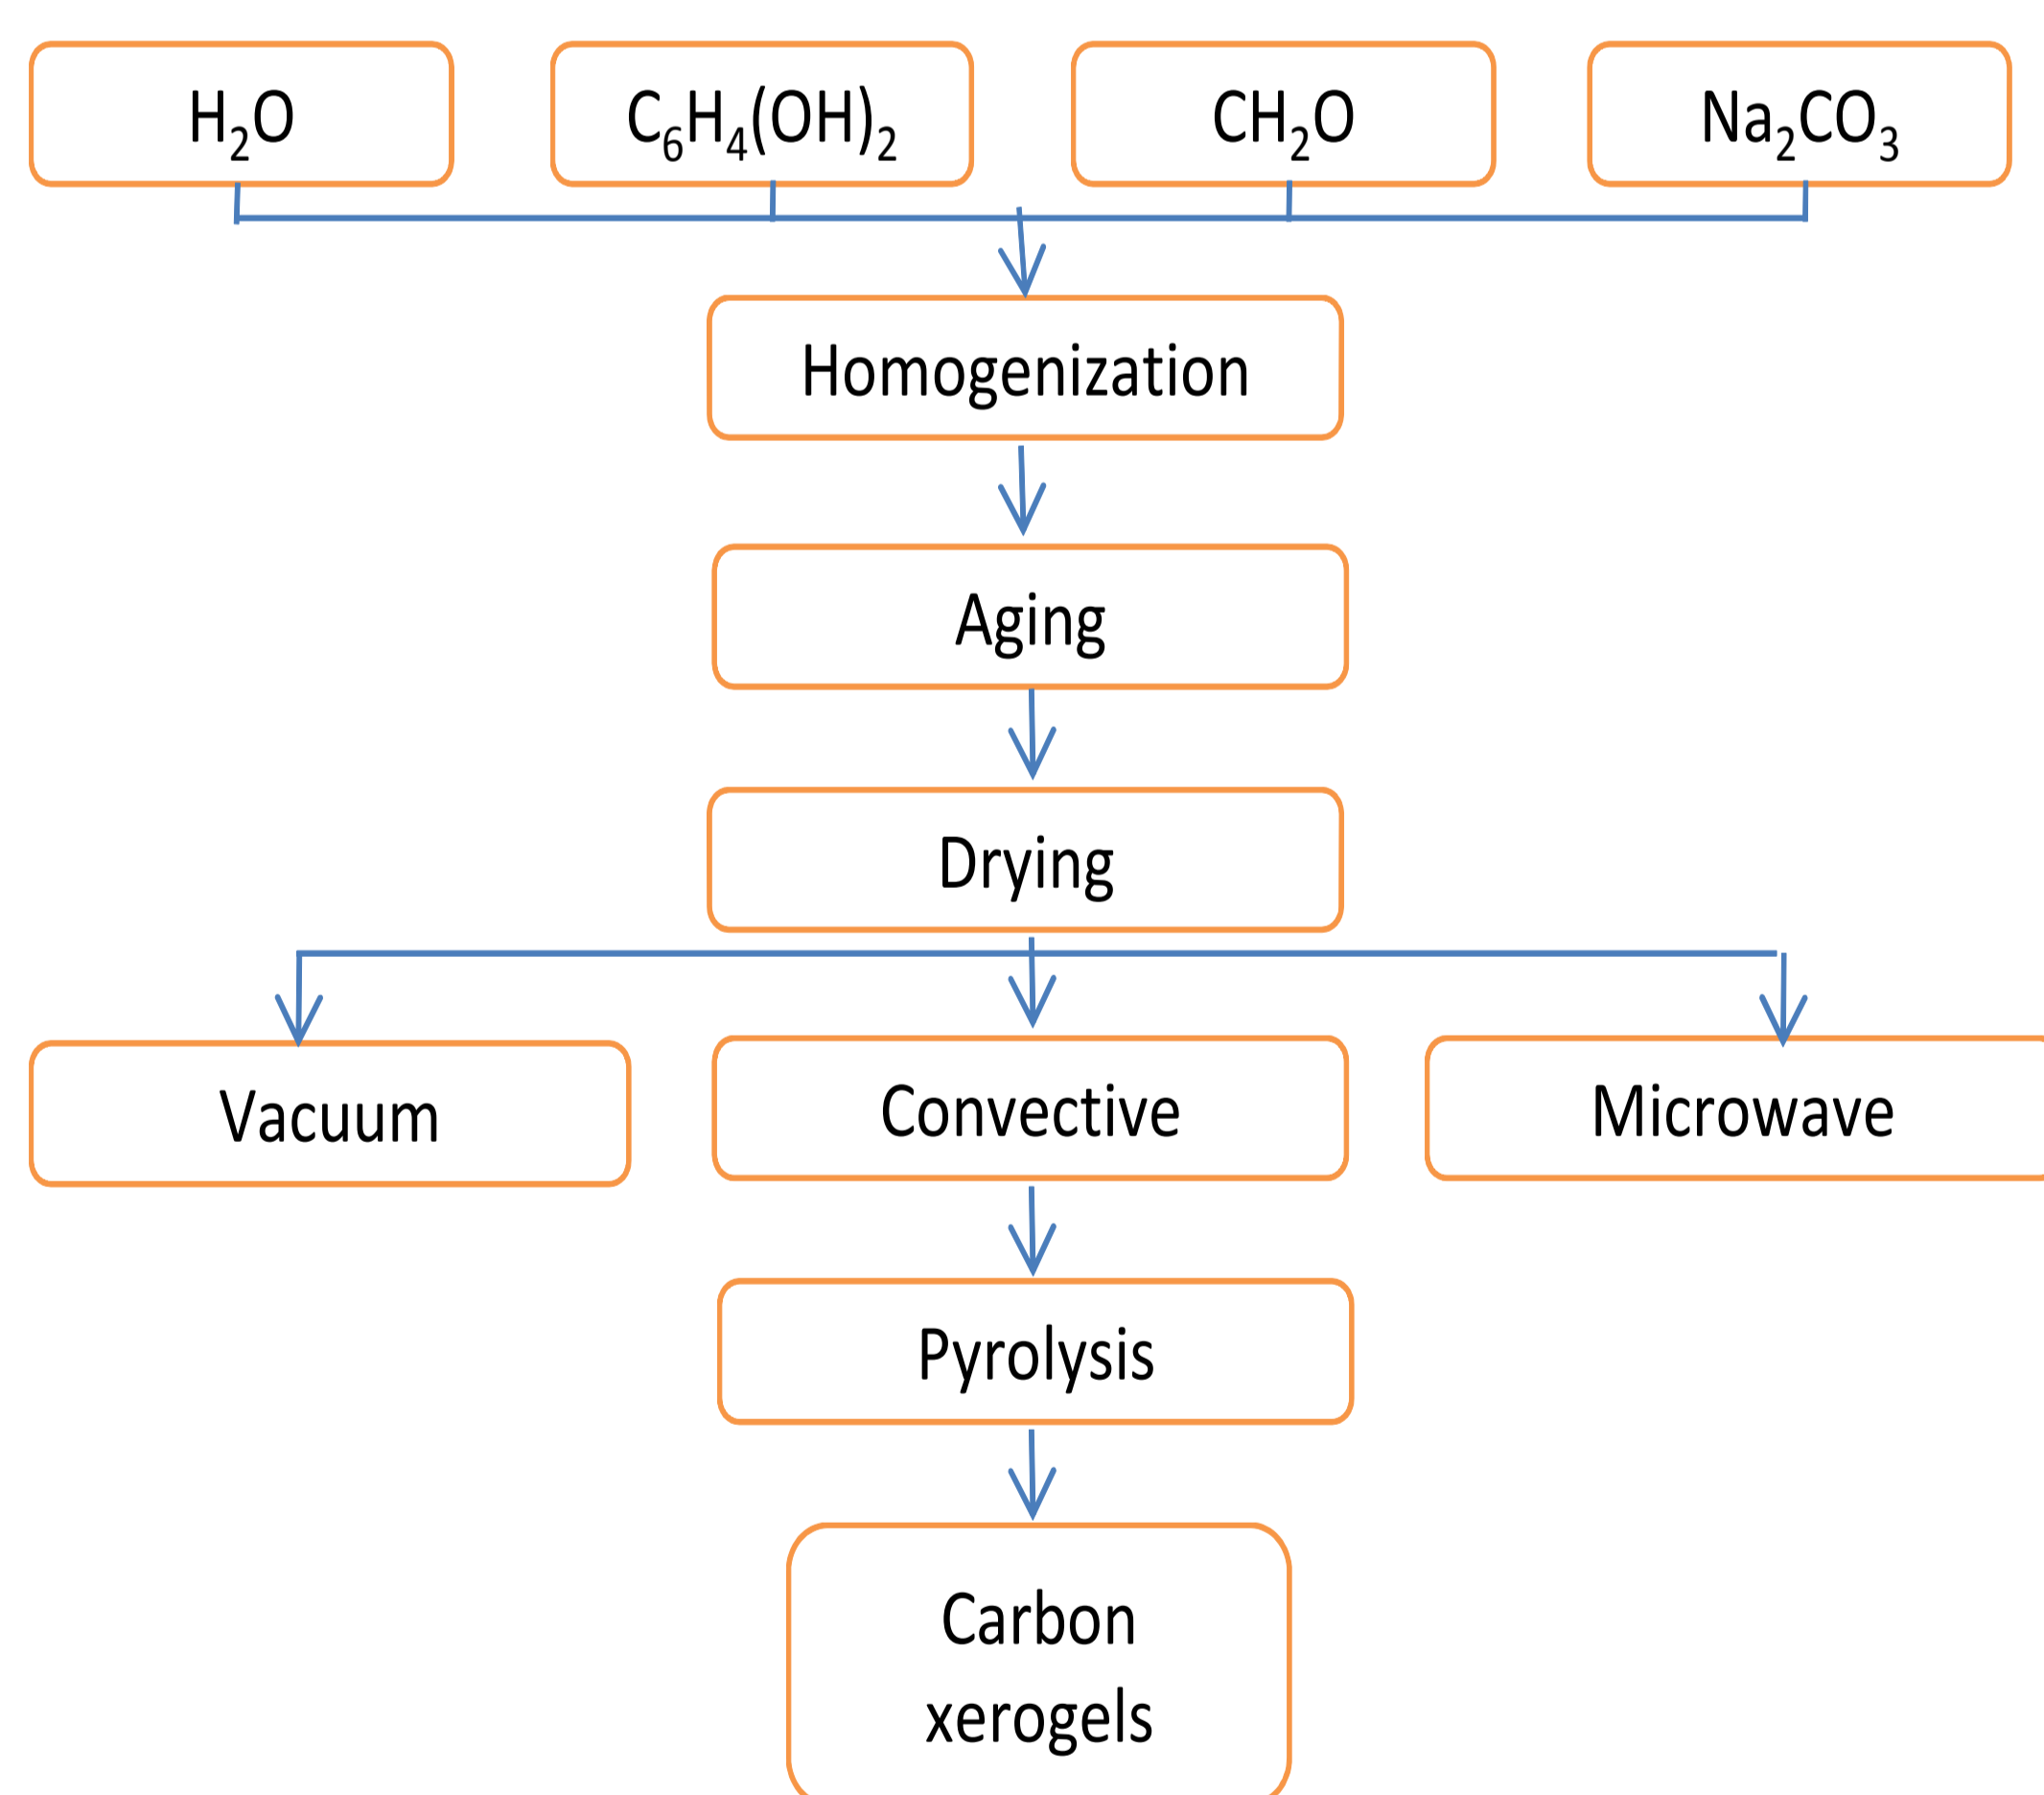 H₂O
C₆H₄(OH)₂
CH₂O
Na₂CO₃
Homogenization
Aging
Drying
Vacuum
Convective
Microwave
Pyrolysis
Carbon
xerogels